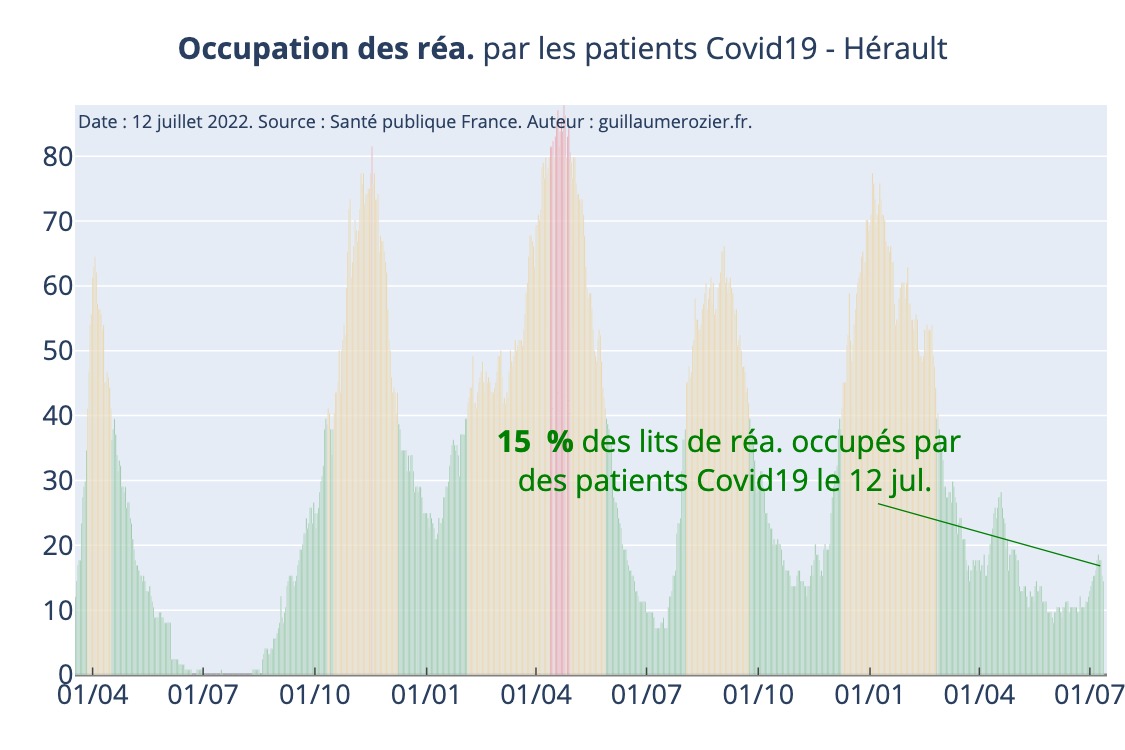 Occupation des réa. par les patients Covid19 - Hérault
Date : 12 juillet 2022. Source : Santé publique France. Auteur : guillaumerozier.fr.
80
70
60
50
40
15 % des lits de réa. occupés par
des patients Covid19 le 12 jul.
30
20
10
0
01/04 01/07 01/10 01/01 01/04 01/07 01/10 01/01 01/04 01/07